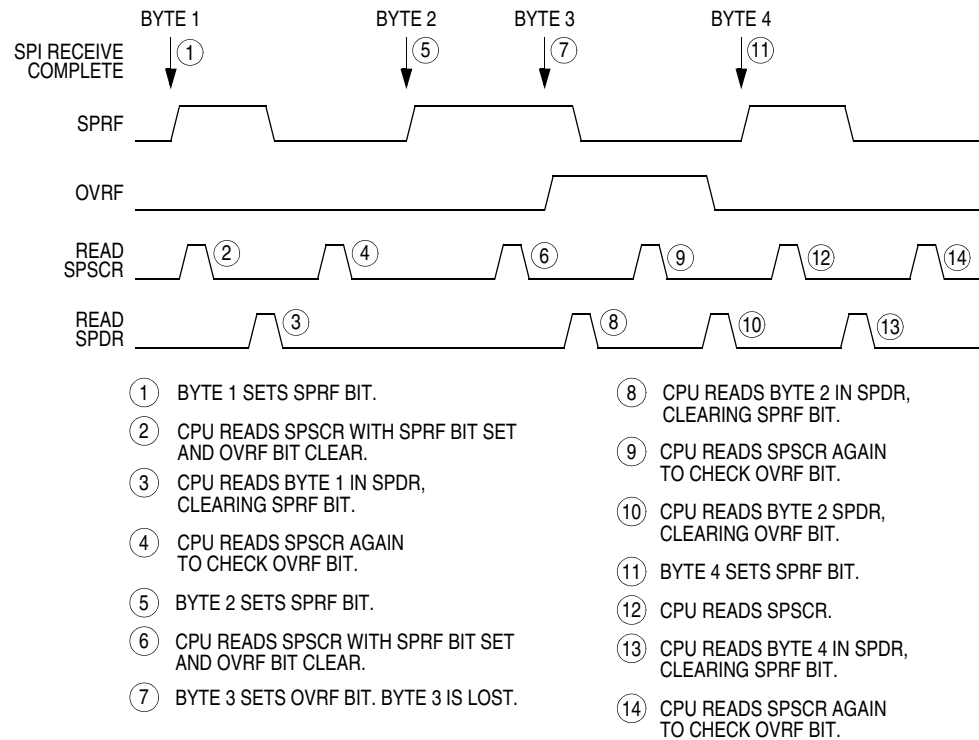 BYTE 1 BYTE 2 BYTE 3 BYTE 4
SPI RECEIVE
COMPLETE
1 5 7 11
SPRF
OVRF
READ
SPSCR
2 4 6 9 12 14
READ
SPDR
3 8 10 13
1 BYTE 1 SETS SPRF BIT.
2 CPU READS SPSCR WITH SPRF BIT SET
AND OVRF BIT CLEAR.
3 CPU READS BYTE 1 IN SPDR,
CLEARING SPRF BIT.
4 CPU READS SPSCR AGAIN
TO CHECK OVRF BIT.
5 BYTE 2 SETS SPRF BIT.
6 CPU READS SPSCR WITH SPRF BIT SET
AND OVRF BIT CLEAR.
7 BYTE 3 SETS OVRF BIT. BYTE 3 IS LOST.
8 CPU READS BYTE 2 IN SPDR,
CLEARING SPRF BIT.
9 CPU READS SPSCR AGAIN
TO CHECK OVRF BIT.
10 CPU READS BYTE 2 SPDR,
CLEARING OVRF BIT.
11 BYTE 4 SETS SPRF BIT.
12 CPU READS SPSCR.
13 CPU READS BYTE 4 IN SPDR,
CLEARING SPRF BIT.
14 CPU READS SPSCR AGAIN
TO CHECK OVRF BIT.